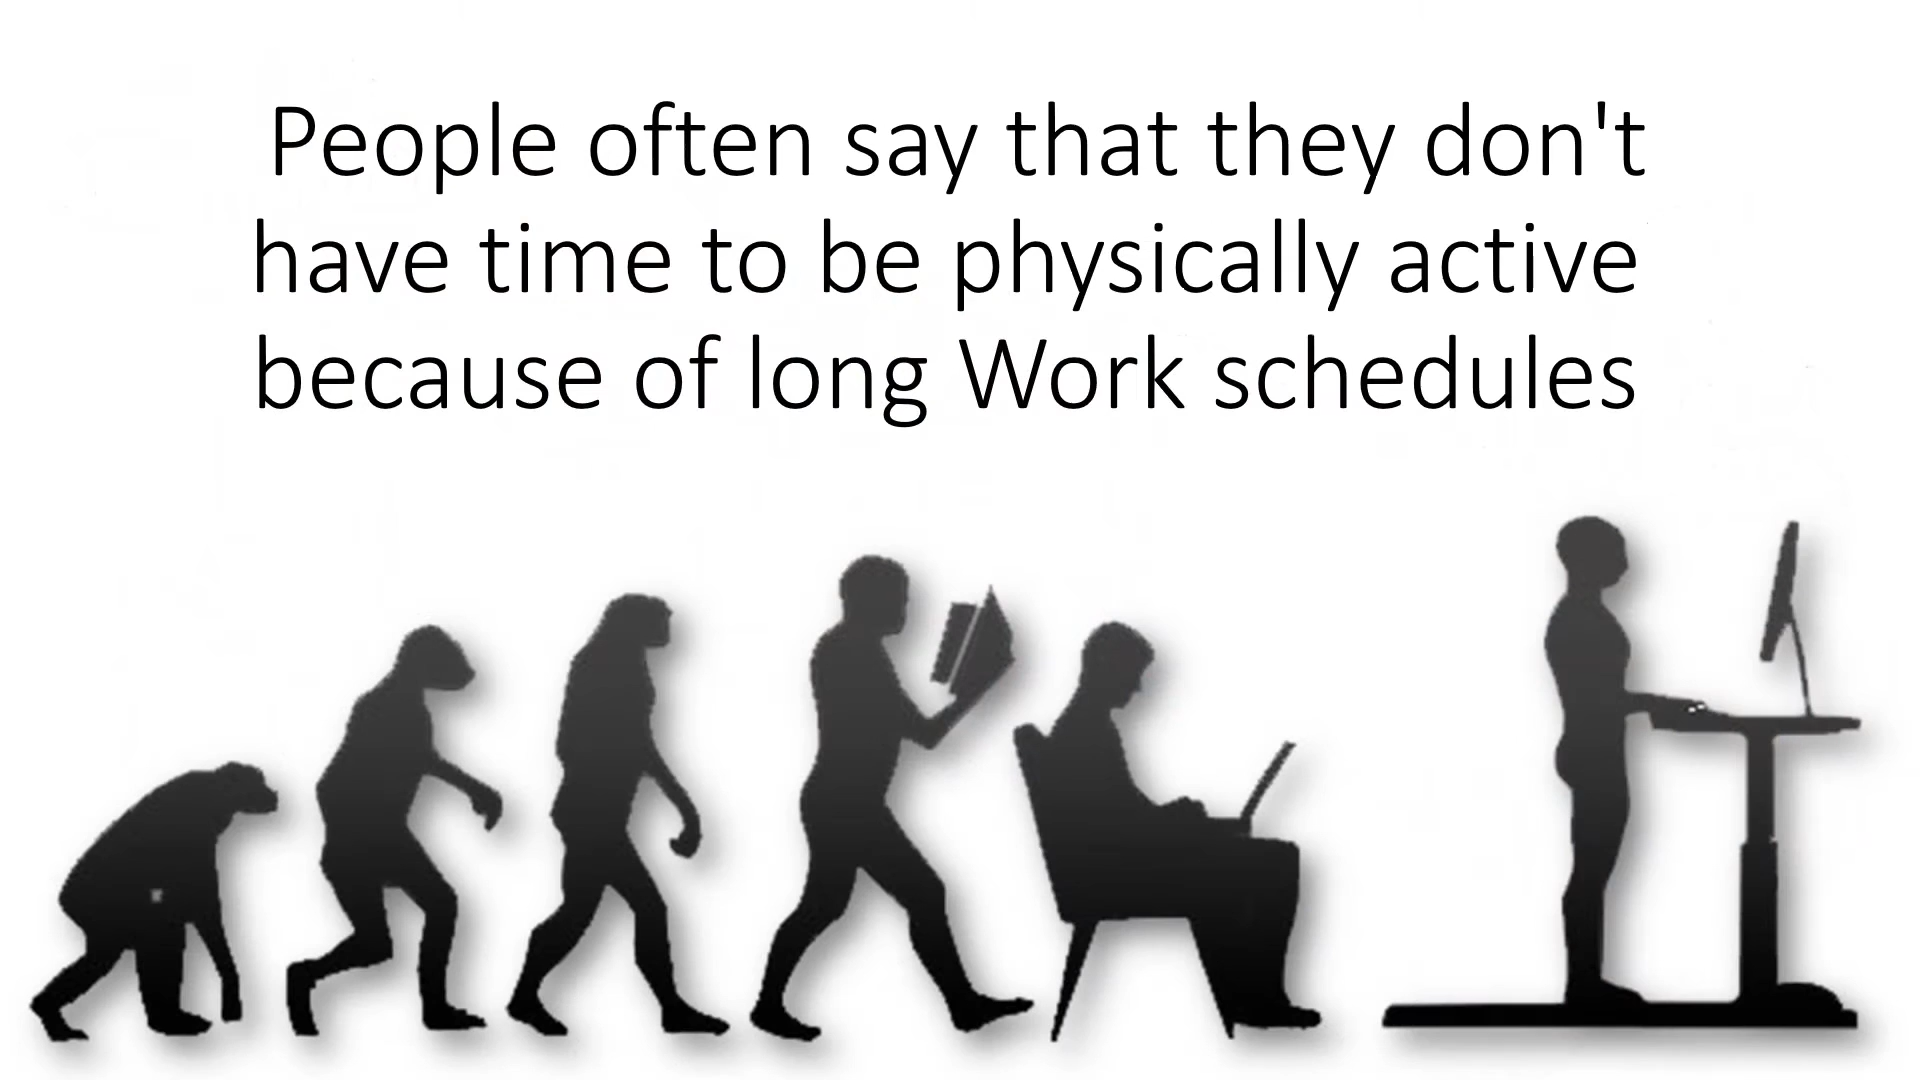 People often say that they don't
have time to be physically active
because of long Work schedules